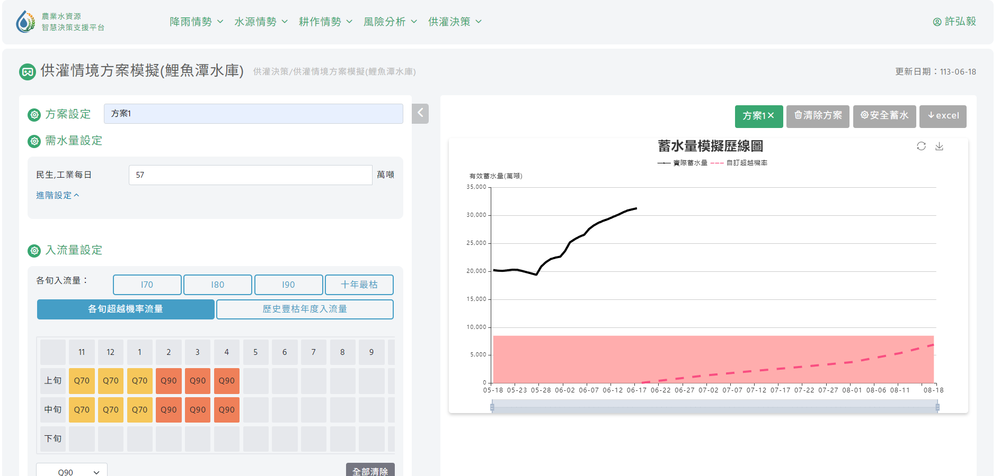 農業水資源
智慧決策支援平台
降雨情勢 水源情勢 耕作情勢 風險分析 供灌決策
許弘毅
供灌情境方案模擬(鯉魚潭水庫) 供灌決策/供灌情境方案模擬(鯉魚潭水庫)
更新日期：113-06-18
方案設定 方案1
需水量設定
民生,工業每日 57 萬噸
進階設定
入流量設定
各旬入流量： I70 I80 I90 十年最枯
各旬超越機率流量 歷史豐枯年度入流量
11 12 1 2 3 4 5 6 7 8 9
上旬 Q70 Q70 Q70 Q90 Q90 Q90
中旬 Q70 Q70 Q70 Q90 Q90 Q90
下旬
Q90 全部清除
方案1✕ 清除方案 安全蓄水 excel
蓄水量模擬歷線圖
實際蓄水量 自訂超越機率
有效蓄水量(萬噸)
35,000
30,000
25,000
20,000
15,000
10,000
5,000
0
05-18 05-23 05-28 06-02 06-07 06-12 06-17 06-22 06-27 07-02 07-07 07-12 07-17 07-22 07-27 08-01 08-06 08-11 08-18